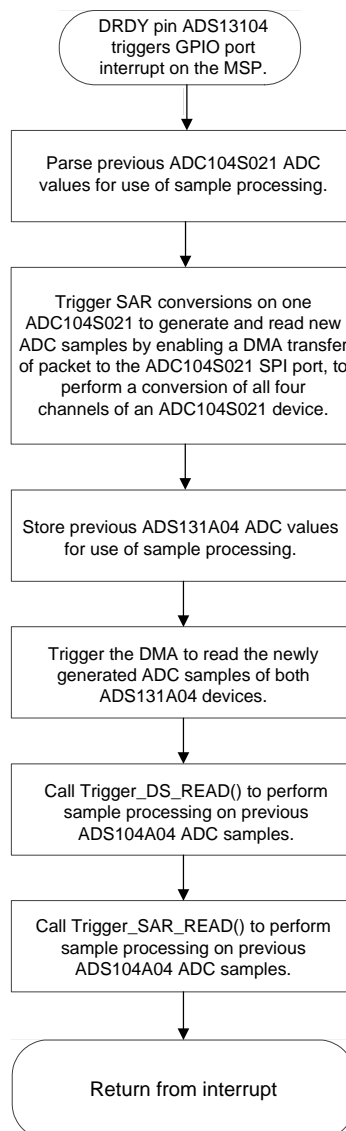 DRDY pin ADS13104
triggers GPIO port
interrupt on the MSP.
Parse previous ADC104S021 ADC
values for use of sample processing.
Trigger SAR conversions on one
ADC104S021 to generate and read new
ADC samples by enabling a DMA transfer
of packet to the ADC104S021 SPI port, to
perform a conversion of all four
channels of an ADC104S021 device.
Store previous ADS131A04 ADC values
for use of sample processing.
Trigger the DMA to read the newly
generated ADC samples of both
ADS131A04 devices.
Call Trigger_DS_READ() to perform
sample processing on previous
ADS104A04 ADC samples.
Call Trigger_SAR_READ() to perform
sample processing on previous
ADS104A04 ADC samples.
Return from interrupt